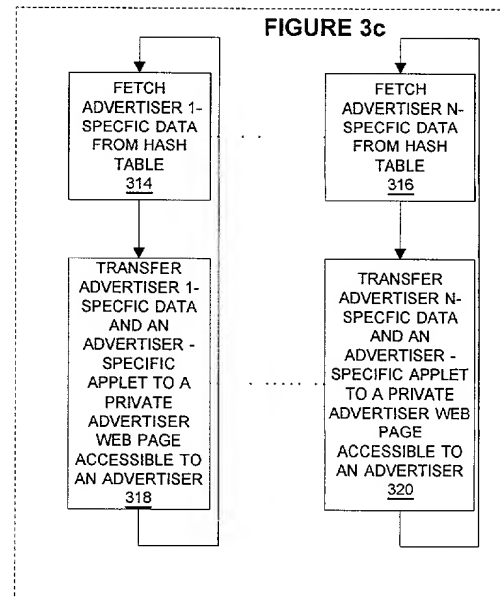 FIGURE 3c
FETCH
ADVERTISER 1-
SPECFIC DATA
FROM HASH
TABLE
314
FETCH
ADVERTISER N-
SPECFIC DATA
FROM HASH
TABLE
316
TRANSFER
ADVERTISER 1-
SPECFIC DATA
AND AN
ADVERTISER -
SPECIFIC
APPLET TO A
PRIVATE
ADVERTISER
WEB PAGE
ACCESSIBLE TO
AN ADVERTISER
318
TRANSFER
ADVERTISER N-
SPECFIC DATA
AND AN
ADVERTISER -
SPECIFIC APPLET
TO A PRIVATE
ADVERTISER WEB
PAGE
ACCESSIBLE TO
AN ADVERTISER
320